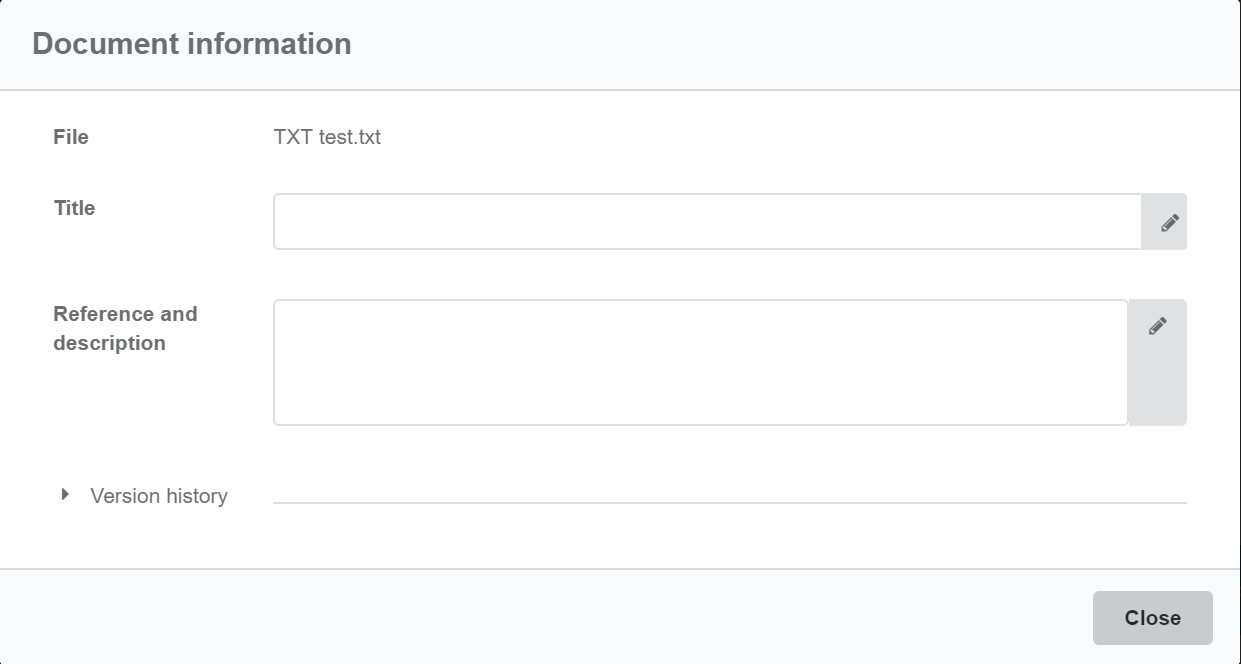 Document information
File
TXT test.txt
Title
Reference and
description
Version history
Close